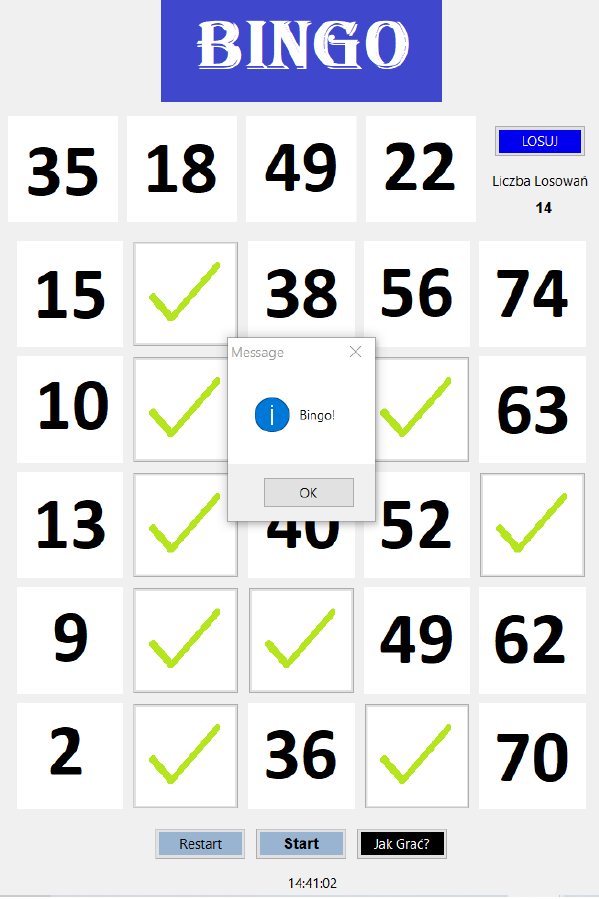 BINGO
35 18 49 22
LOSUJ
Liczba Losowań
14
15 38 56 74
Message
10 63
Bingo!
OK
13 40 52
9 49 62
2 36 70
Restart Start Jak Grać?
14:41:02